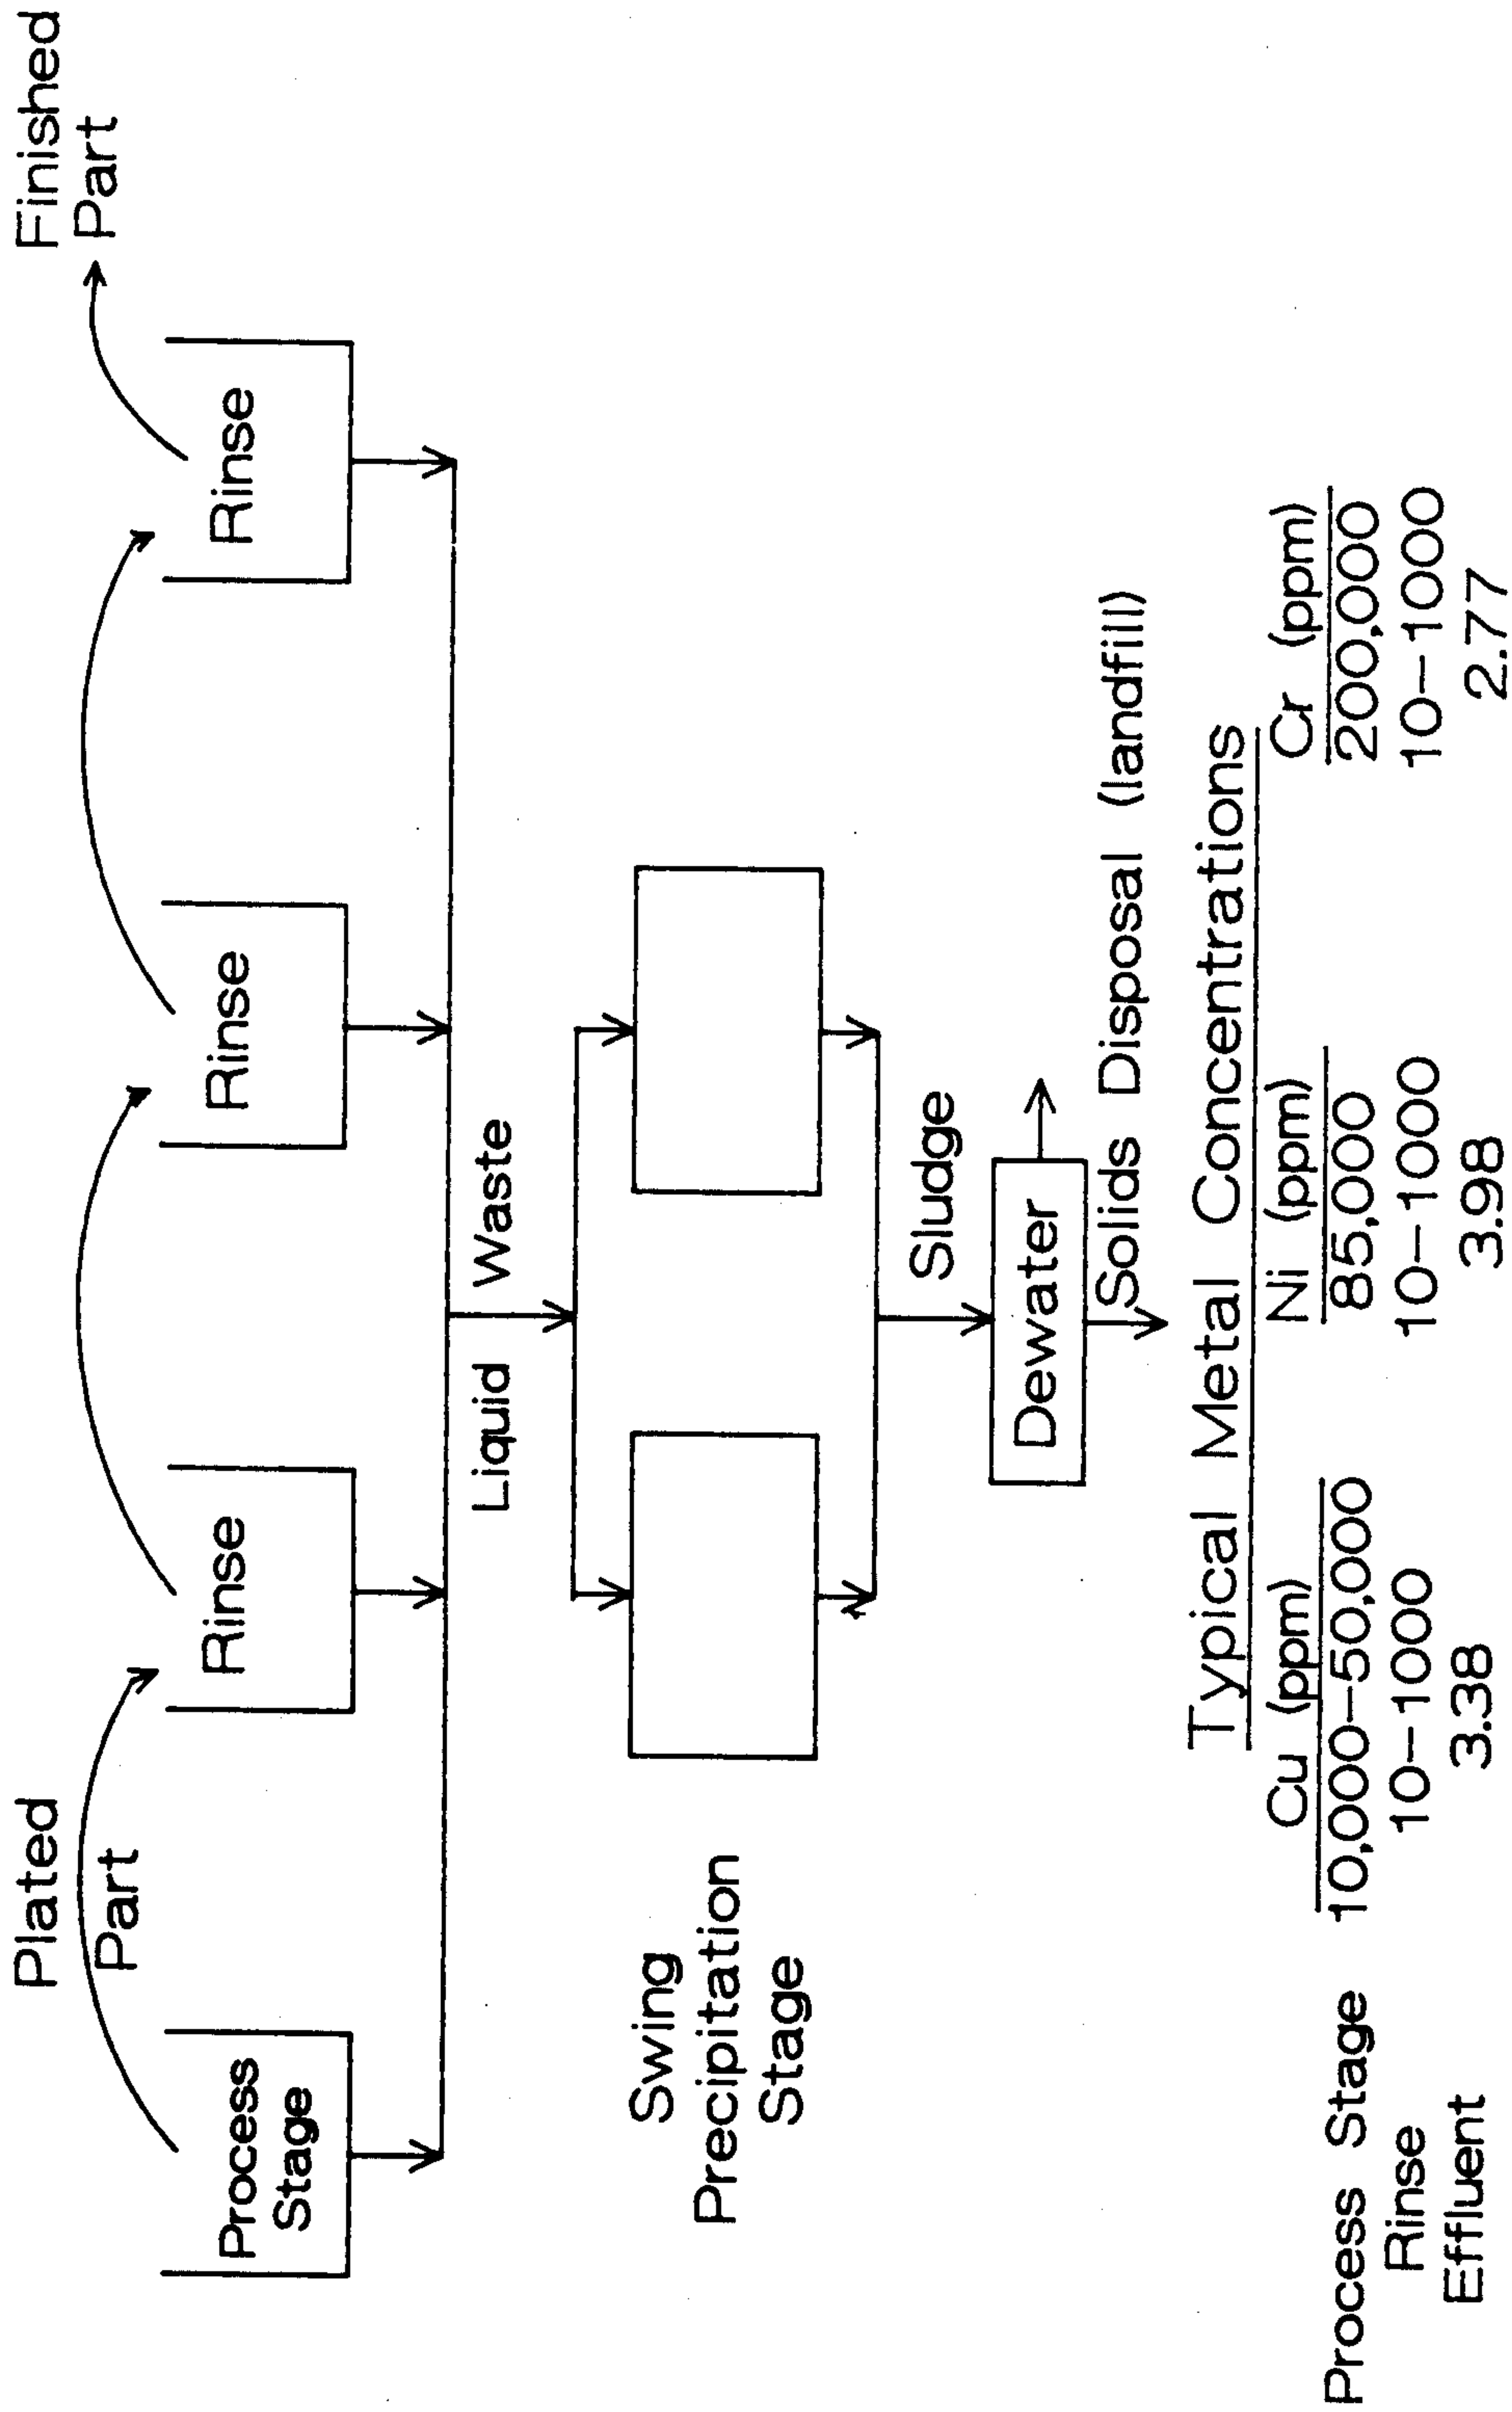 Plated
Part
Finished
Part
Process
Stage
Rinse
Rinse
Rinse
Liquid Waste
Swing
Precipitation
Stage
Sludge
Dewater
Solids Disposal (landfill)
Typical Metal Concentrations
Cu (ppm) Ni (ppm) Cr (ppm)
Process Stage 10,000-50,000 85,000 200,000
Rinse 10-1000 10-1000 10-1000
Effluent 3.38 3.98 2.77